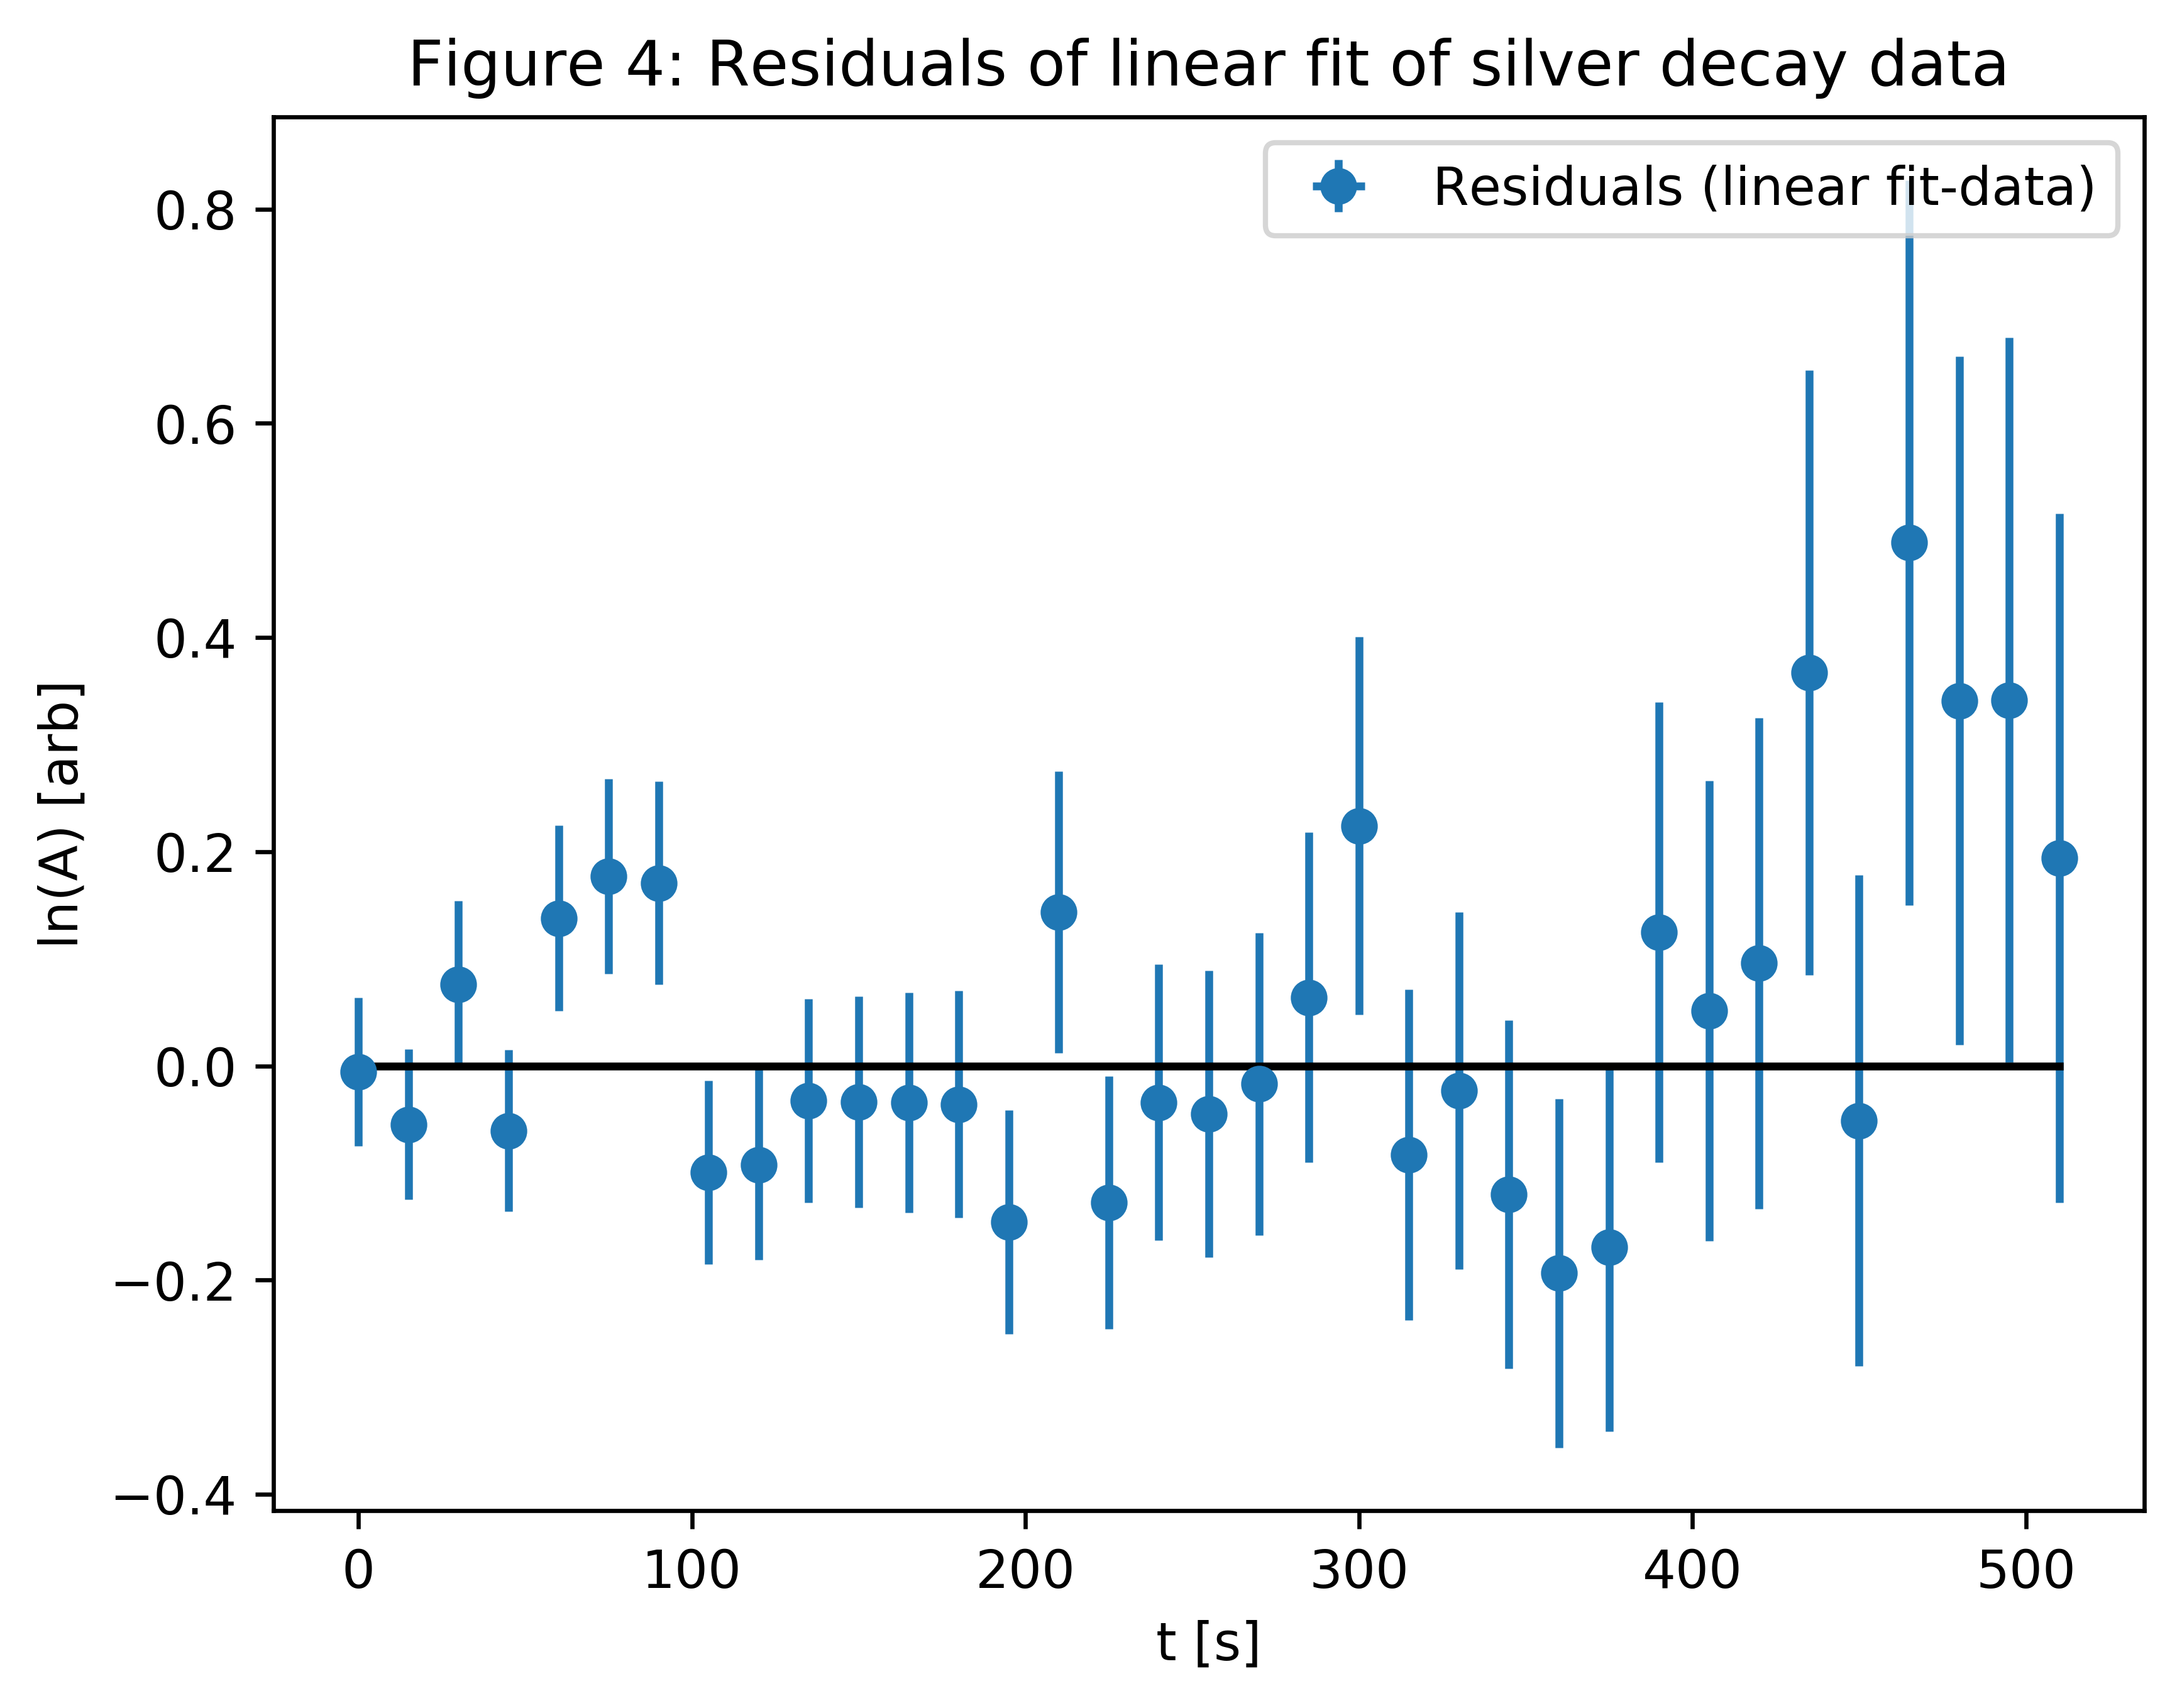 Figure 4: Residuals of linear fit of silver decay data
Residuals (linear fit-data)
ln(A) [arb]
0.8
0.6
0.4
0.2
0.0
−0.2
−0.4
0 100 200 300 400 500
t [s]